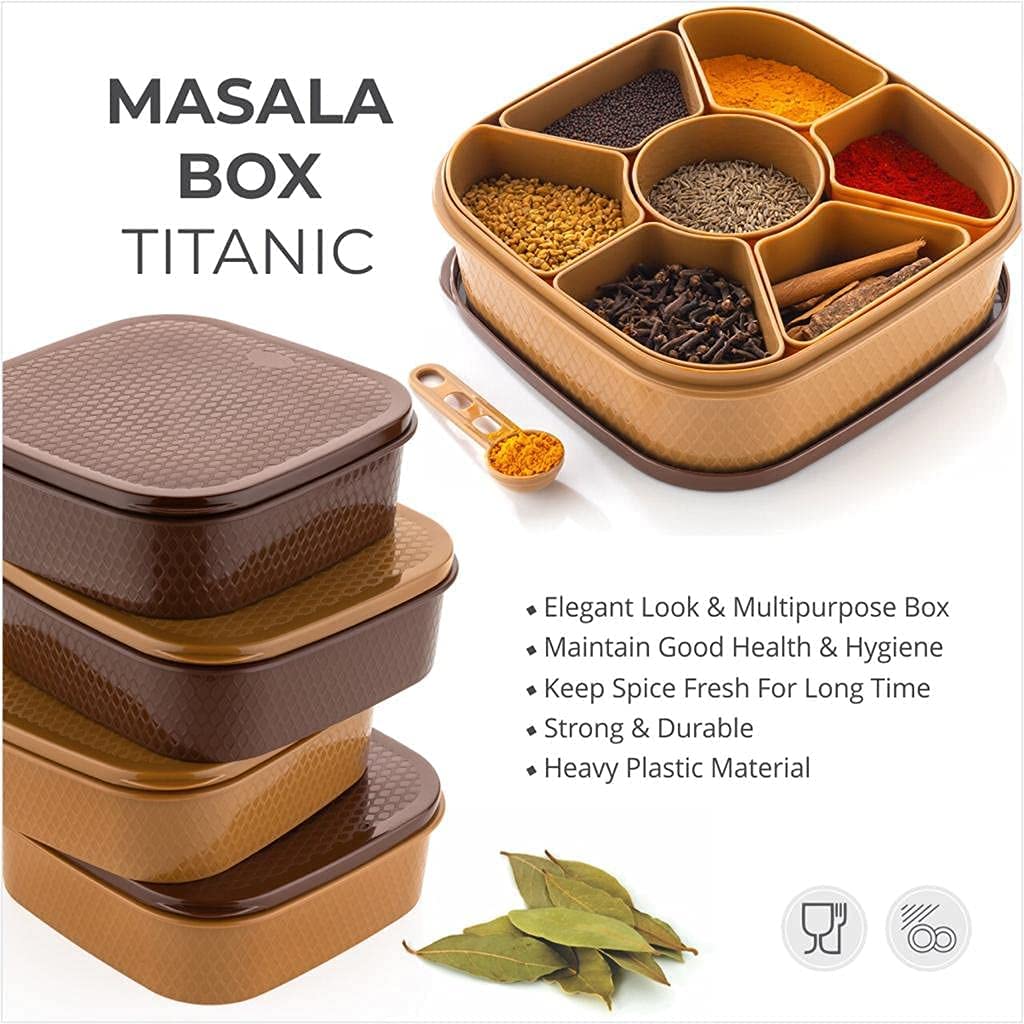 MASALA
BOX
TITANIC
Elegant Look & Multipurpose Box
Maintain Good Health & Hygiene
Keep Spice Fresh For Long Time
Strong & Durable
Heavy Plastic Material